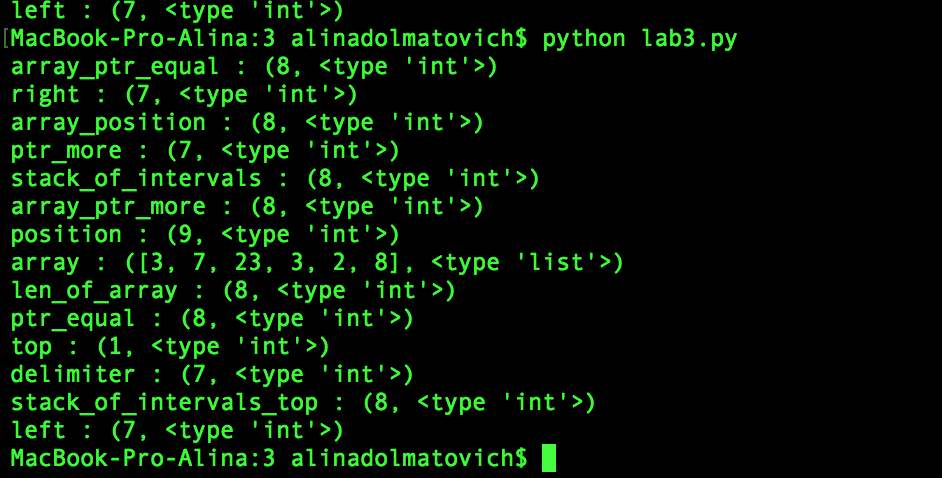 left : (7, <type 'int'>)
[MacBook-Pro-Alina:3 alinadolmatovich$ python lab3.py
array_ptr_equal : (8, <type 'int'>)
right : (7, <type 'int'>)
array_position : (8, <type 'int'>)
ptr_more : (7, <type 'int'>)
stack_of_intervals : (8, <type 'int'>)
array_ptr_more : (8, <type 'int'>)
position : (9, <type 'int'>)
array : ([3, 7, 23, 3, 2, 8], <type 'list'>)
len_of_array : (8, <type 'int'>)
ptr_equal : (8, <type 'int'>)
top : (1, <type 'int'>)
delimiter : (7, <type 'int'>)
stack_of_intervals_top : (8, <type 'int'>)
left : (7, <type 'int'>)
MacBook-Pro-Alina:3 alinadolmatovich$